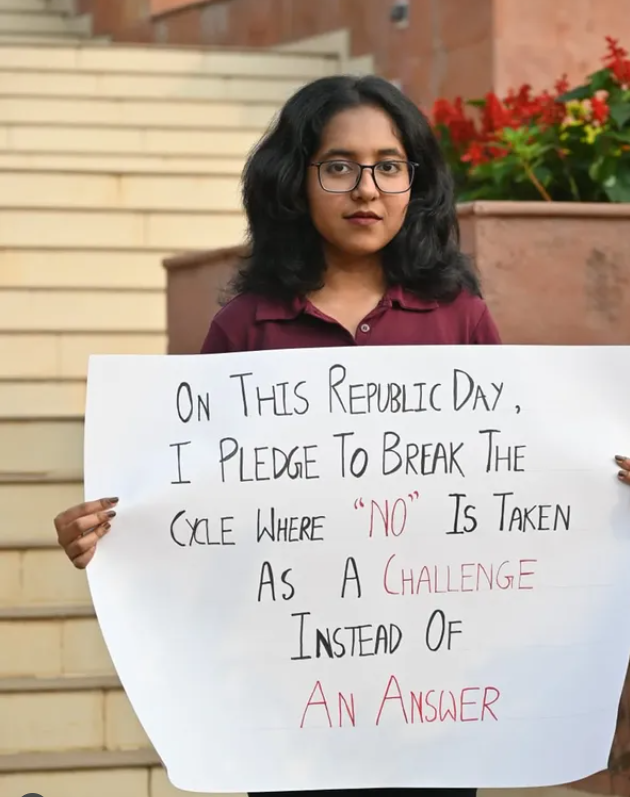 On This Republic Day,
I Pledge To Break The
Cycle Where "NO" Is Taken
As A Challenge
Instead Of
An Answer